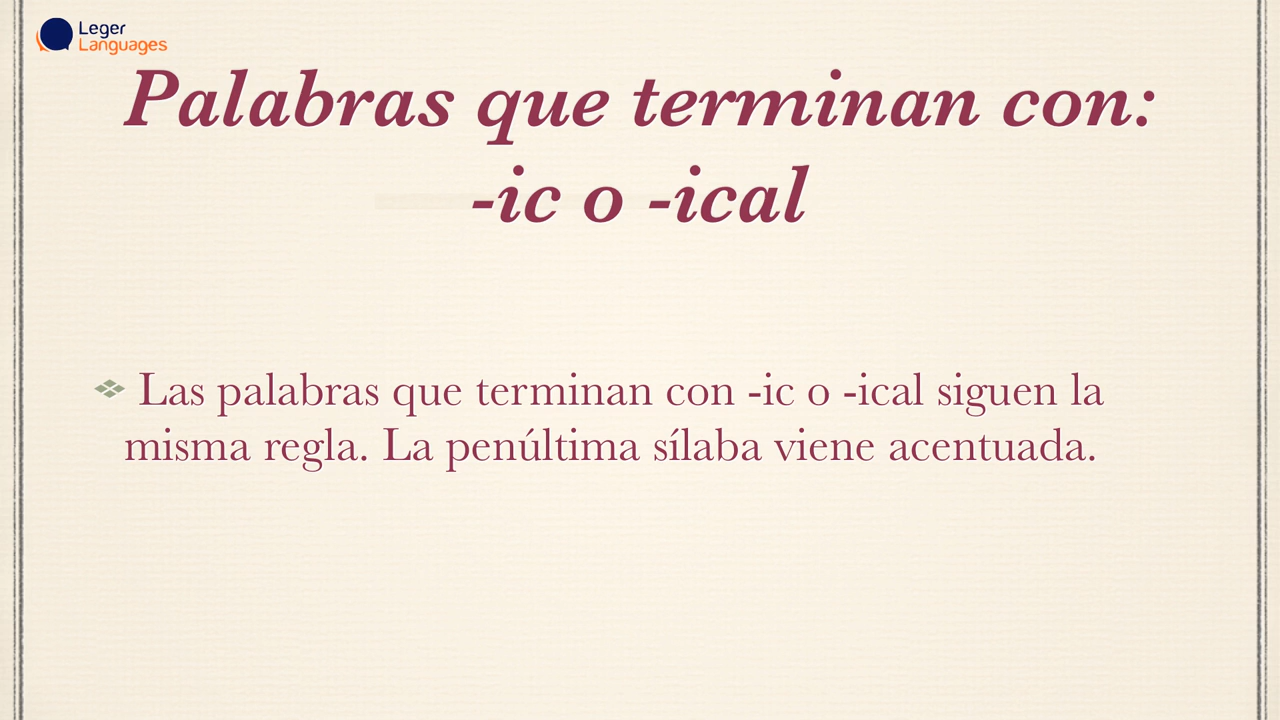 Leger
Languages
Palabras que terminan con:
-ic o -ical
Las palabras que terminan con -ic o -ical siguen la
misma regla. La penúltima sílaba viene acentuada.